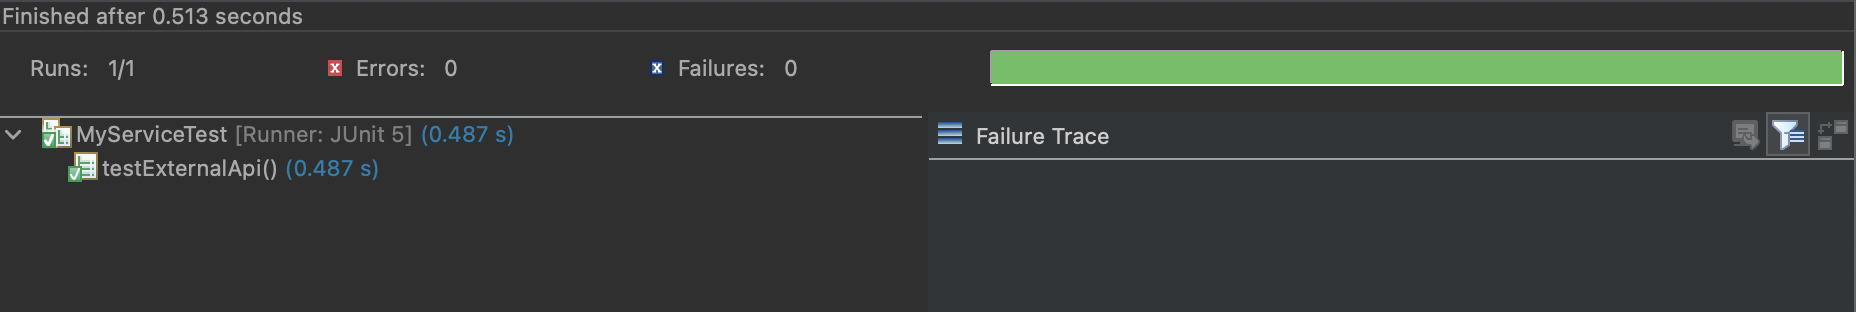 Finished after 0.513 seconds
Runs: 1/1 Errors: 0 Failures: 0
MyServiceTest [Runner: JUnit 5] (0.487 s)
Failure Trace
testExternalApi() (0.487 s)